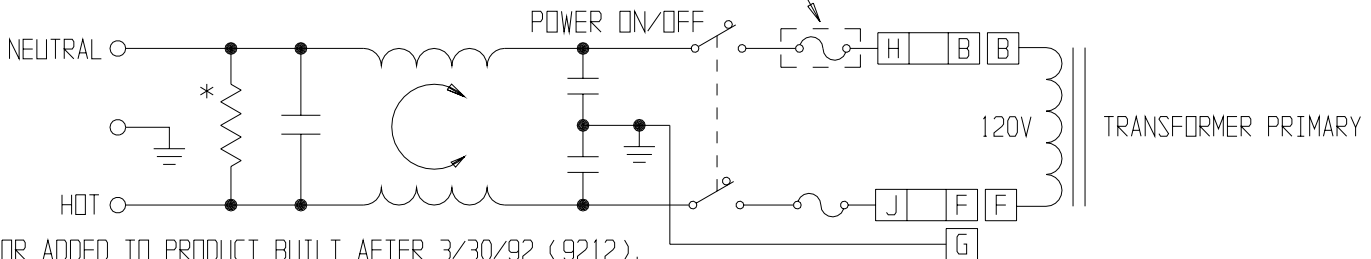 POWER ON/OFF
NEUTRAL
H B B
*
120V
TRANSFORMER PRIMARY
HOT
J F F
OR ADDED TO PRODUCT BUILT AFTER 3/30/92 (9212).
G